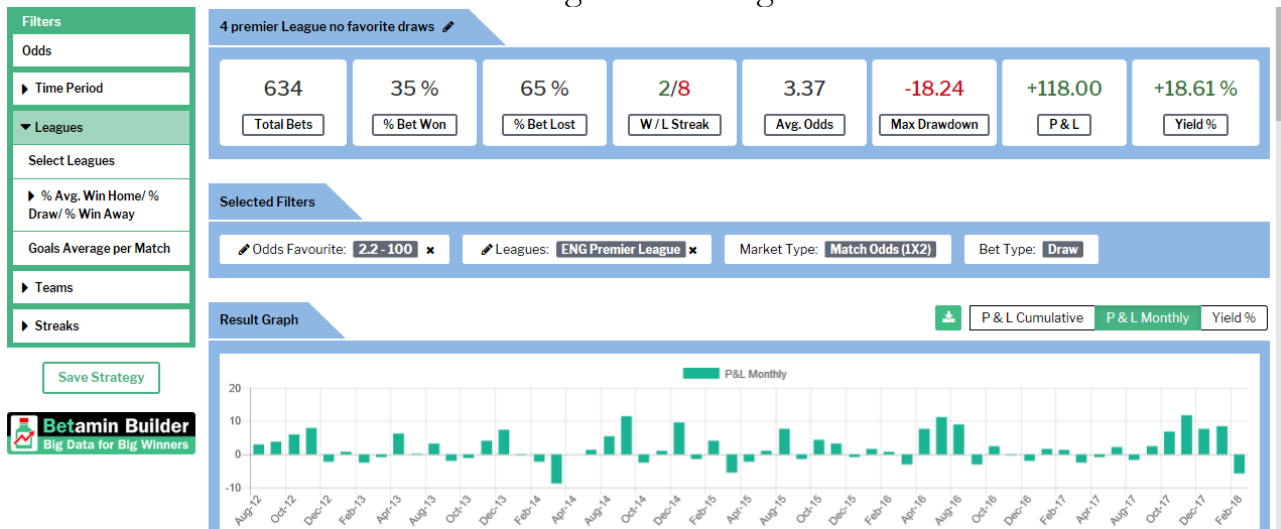 Filters
Odds
▶ Time Period
▼ Leagues
Select Leagues
▶ % Avg. Win Home/ %
Draw/ % Win Away
Goals Average per Match
▶ Teams
▶ Streaks
Save Strategy
Betamin Builder
Big Data for Big Winners
4 premier League no favorite draws
634
Total Bets
35 %
% Bet Won
65 %
% Bet Lost
2/8
W / L Streak
3.37
Avg. Odds
-18.24
Max Drawdown
+118.00
P & L
+18.61 %
Yield %
Selected Filters
Odds Favourite: 2.2 - 100 ×
Leagues: ENG Premier League ×
Market Type: Match Odds (1X2)
Bet Type: Draw
Result Graph
P & L Cumulative
P & L Monthly
Yield %
P&L Monthly
20
10
0
-10
Aug-12
Oct-12
Dec-12
Feb-13
Apr-13
Aug-13
Oct-13
Dec-13
Feb-14
Apr-14
Aug-14
Oct-14
Dec-14
Feb-15
Apr-15
Aug-15
Oct-15
Dec-15
Feb-16
Apr-16
Aug-16
Oct-16
Dec-16
Feb-17
Apr-17
Aug-17
Oct-17
Dec-17
Feb-18